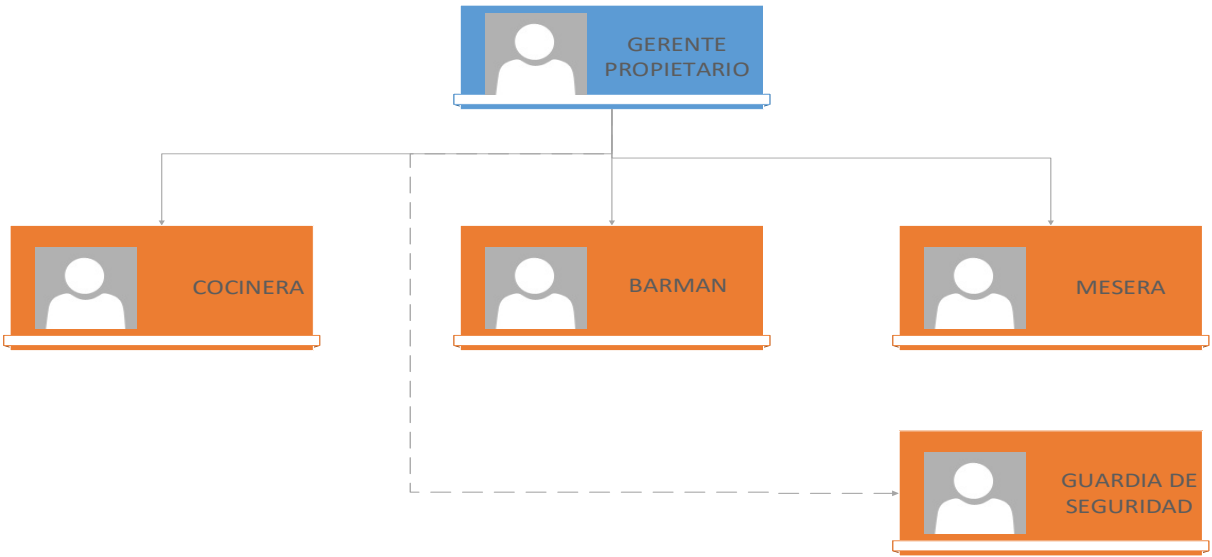 GERENTE
PROPIETARIO
COCINERA
BARMAN
MESERA
GUARDIA DE
SEGURIDAD